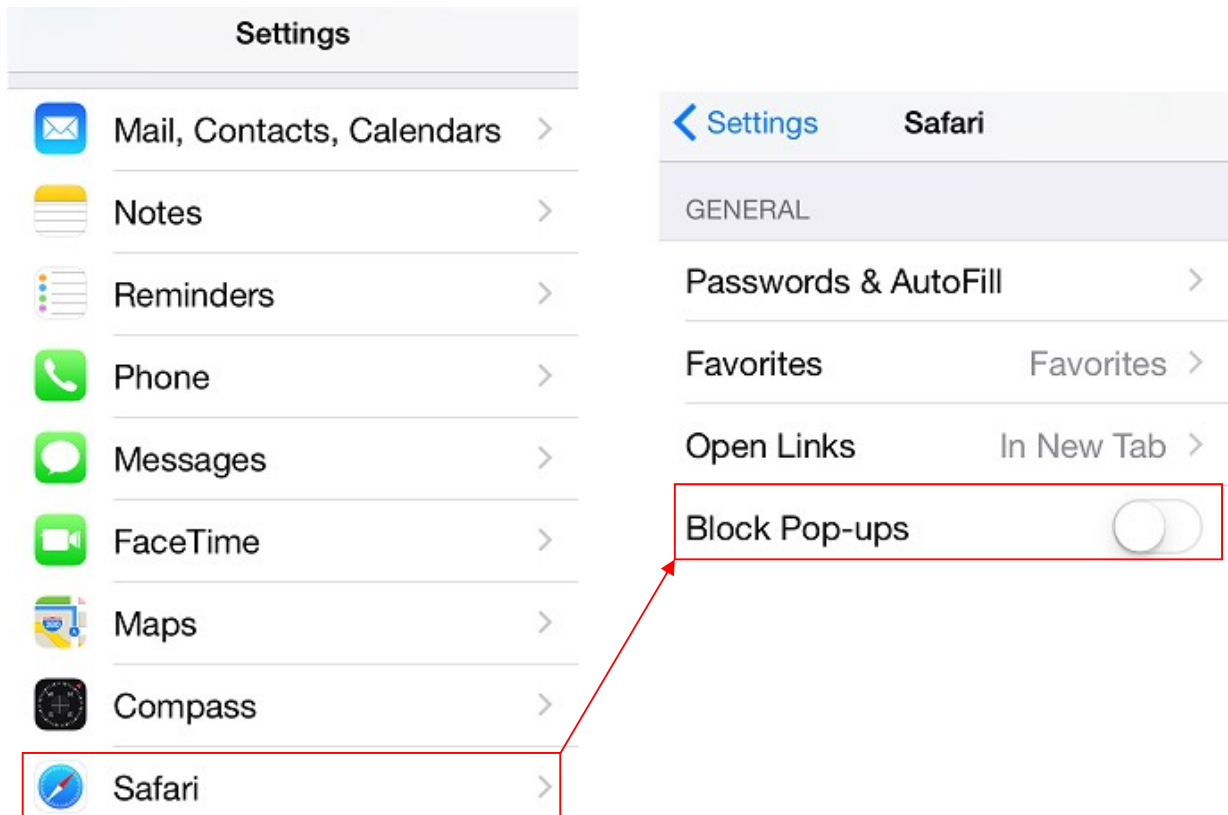 Settings
Mail, Contacts, Calendars
Notes
Reminders
Phone
Messages
FaceTime
Maps
Compass
Safari
Settings Safari
GENERAL
Passwords & AutoFill
Favorites Favorites
Open Links In New Tab
Block Pop-ups